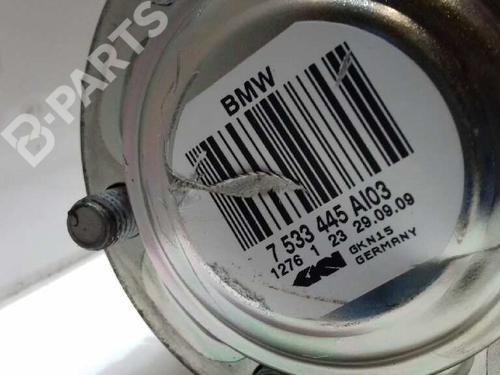 B-PARTS
BMW
7 533 445 AI03
1276 1 23 29.09.09
GKN15
GERMANY